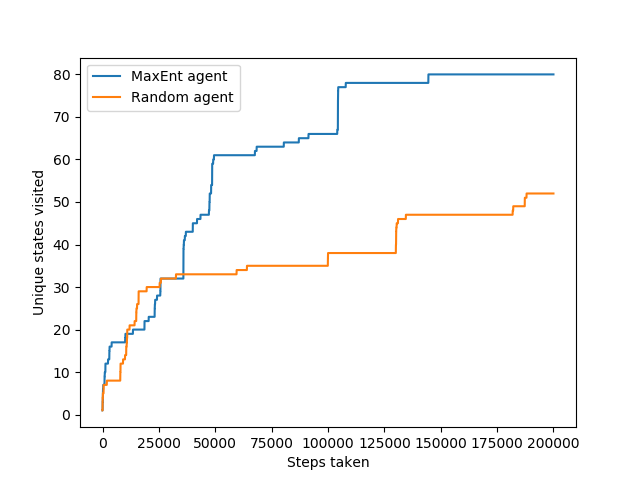 MaxEnt agent
Random agent
80
70
60
50
40
30
20
10
0
Unique states visited
0 25000 50000 75000 100000 125000 150000 175000 200000
Steps taken